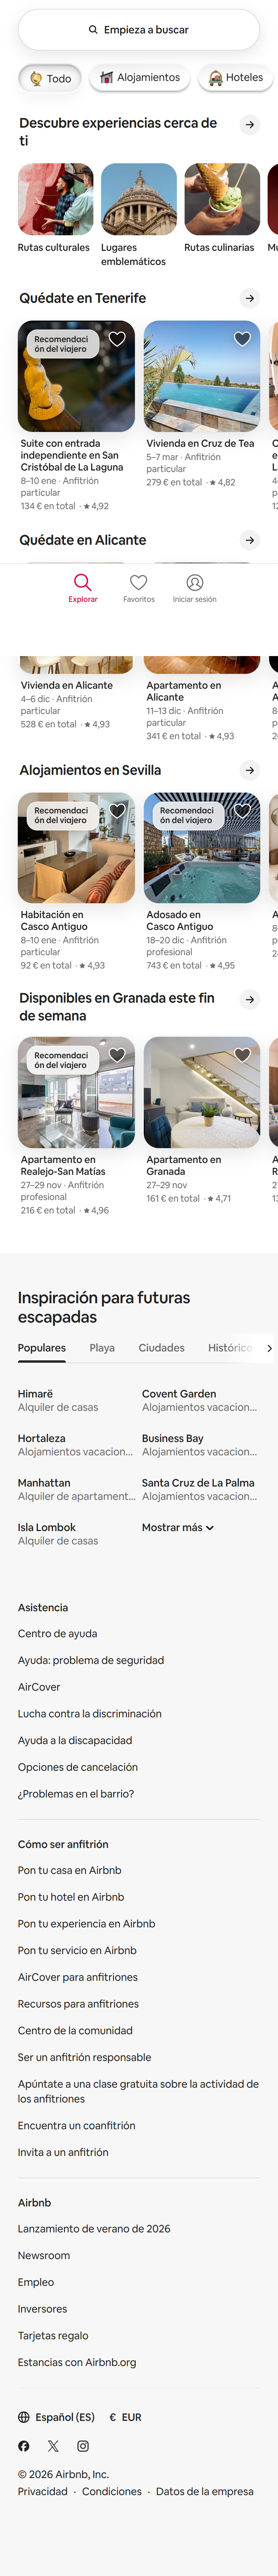 Empieza a buscar
Todo
Alojamientos
Hoteles
Descubre experiencias cerca de
ti
Rutas culturales
Lugares
emblemáticos
Rutas culinarias
Quédate en Tenerife
Recomendaci
ón del viajero
Suite con entrada
independiente en San
Cristóbal de La Laguna
8–10 ene · Anfitrión
particular
134 € en total · ★ 4,92
Vivienda en Cruz de Tea
5–7 mar · Anfitrión
particular
279 € en total · ★ 4,82
Quédate en Alicante
Explorar
Favoritos
Iniciar sesión
Vivienda en Alicante
4–6 dic · Anfitrión
particular
528 € en total · ★ 4,93
Apartamento en
Alicante
11–13 dic · Anfitrión
particular
341 € en total · ★ 4,93
Alojamientos en Sevilla
Recomendaci
ón del viajero
Habitación en
Casco Antiguo
8–10 ene · Anfitrión
particular
92 € en total · ★ 4,93
Recomendaci
ón del viajero
Adosado en
Casco Antiguo
18–20 dic · Anfitrión
profesional
743 € en total · ★ 4,95
Disponibles en Granada este fin
de semana
Recomendaci
ón del viajero
Apartamento en
Realejo-San Matías
27–29 nov · Anfitrión
profesional
216 € en total · ★ 4,96
Apartamento en
Granada
27–29 nov
161 € en total · ★ 4,71
Inspiración para futuras
escapadas
Populares
Playa
Ciudades
Histórico
Himarë
Alquiler de casas
Covent Garden
Alojamientos vacacion...
Hortaleza
Alojamientos vacacion...
Business Bay
Alojamientos vacacion...
Manhattan
Alquiler de apartament...
Santa Cruz de La Palma
Alojamientos vacacion...
Isla Lombok
Alquiler de casas
Mostrar más
Asistencia
Centro de ayuda
Ayuda: problema de seguridad
AirCover
Lucha contra la discriminación
Ayuda a la discapacidad
Opciones de cancelación
¿Problemas en el barrio?
Cómo ser anfitrión
Pon tu casa en Airbnb
Pon tu hotel en Airbnb
Pon tu experiencia en Airbnb
Pon tu servicio en Airbnb
AirCover para anfitriones
Recursos para anfitriones
Centro de la comunidad
Ser un anfitrión responsable
Apúntate a una clase gratuita sobre la actividad de
los anfitriones
Encuentra un coanfitrión
Invita a un anfitrión
Airbnb
Lanzamiento de verano de 2026
Newsroom
Empleo
Inversores
Tarjetas regalo
Estancias con Airbnb.org
Español (ES)
€ EUR
© 2026 Airbnb, Inc.
Privacidad · Condiciones · Datos de la empresa